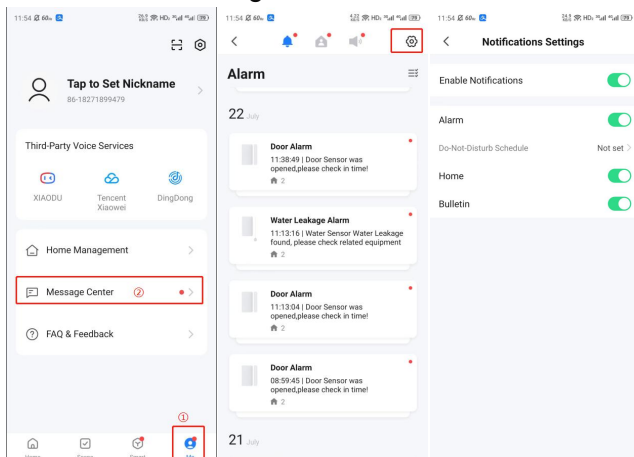 11:54
Tap to Set Nickname
86-18271899479
Third-Party Voice Services
XIAODU
Tencent
Xiaowei
DingDong
Home Management
Message Center ②
FAQ & Feedback
①
Me
11:54
Alarm
22 July
Door Alarm
11:38:49 | Door Sensor was
opened,please check in time!
2
Water Leakage Alarm
11:13:16 | Water Sensor Water Leakage
found, please check related equipment
2
Door Alarm
11:13:04 | Door Sensor was
opened,please check in time!
2
Door Alarm
08:59:45 | Door Sensor was
opened,please check in time!
2
21 July
11:54
Notifications Settings
Enable Notifications
Alarm
Do-Not-Disturb Schedule Not set
Home
Bulletin